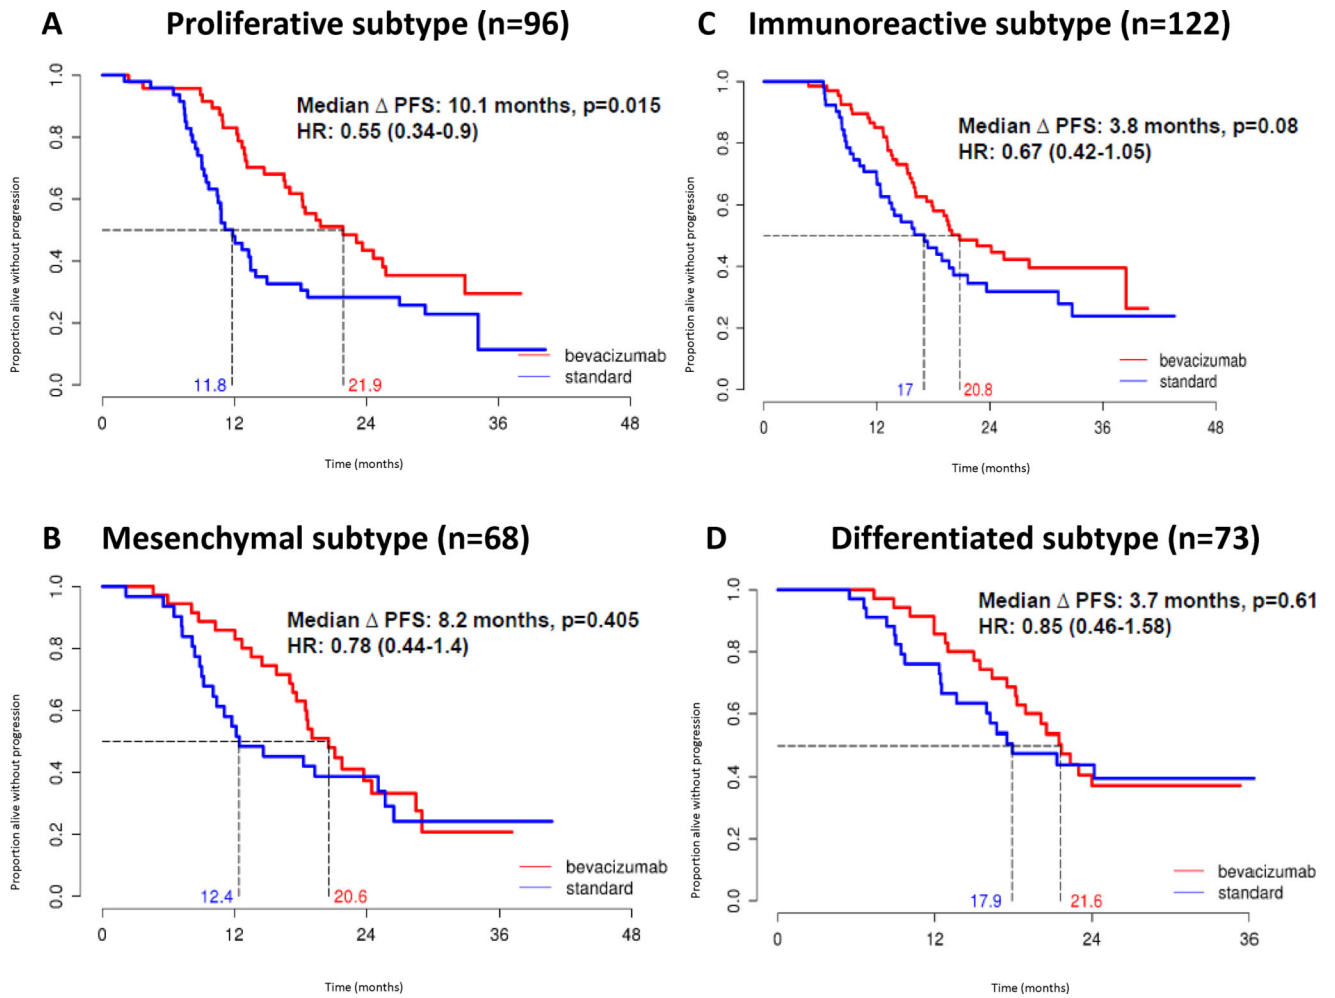 A Proliferative subtype (n=96)
Proportion alive without progression
1.0
0.8
0.6
0.4
0.2
0.0
Median Δ PFS: 10.1 months, p=0.015
HR: 0.55 (0.34-0.9)
bevacizumab
standard
11.8
21.9
0 12 24 36 48
Time (months)
C Immunoreactive subtype (n=122)
Proportion alive without progression
1.0
0.8
0.6
0.4
0.2
0.0
Median Δ PFS: 3.8 months, p=0.08
HR: 0.67 (0.42-1.05)
bevacizumab
standard
17
20.8
0 12 24 36 48
Time (months)
B Mesenchymal subtype (n=68)
Proportion alive without progression
1.0
0.8
0.6
0.4
0.2
0.0
Median Δ PFS: 8.2 months, p=0.405
HR: 0.78 (0.44-1.4)
bevacizumab
standard
12.4
20.6
0 12 24 36 48
Time (months)
D Differentiated subtype (n=73)
Proportion alive without progression
1.0
0.8
0.6
0.4
0.2
0.0
Median Δ PFS: 3.7 months, p=0.61
HR: 0.85 (0.46-1.58)
bevacizumab
standard
17.9
21.6
0 12 24 36
Time (months)